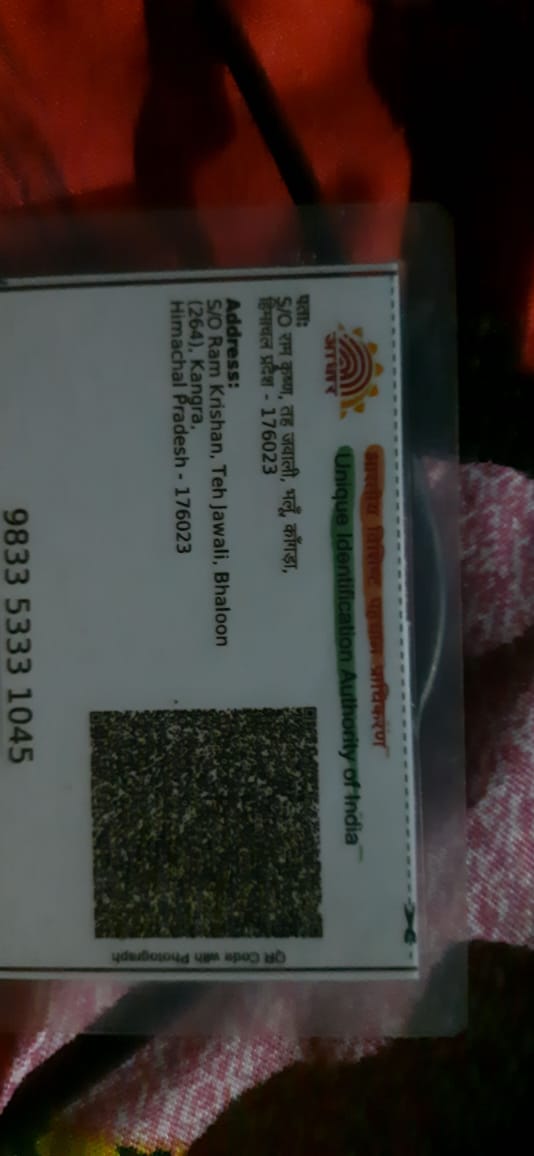 आधार
भारतीय विशिष्ट पहचान प्राधिकरण
Unique Identification Authority of India
पता:
S/O राम कृष्ण, तह जवाली, भलूँ, काँगडा,
हिमाचल प्रदेश - 176023
Address:
S/O Ram Krishan, Teh Jawali, Bhaloon
(264), Kangra,
Himachal Pradesh - 176023
QR Code with Photograph
9833 5333 1045